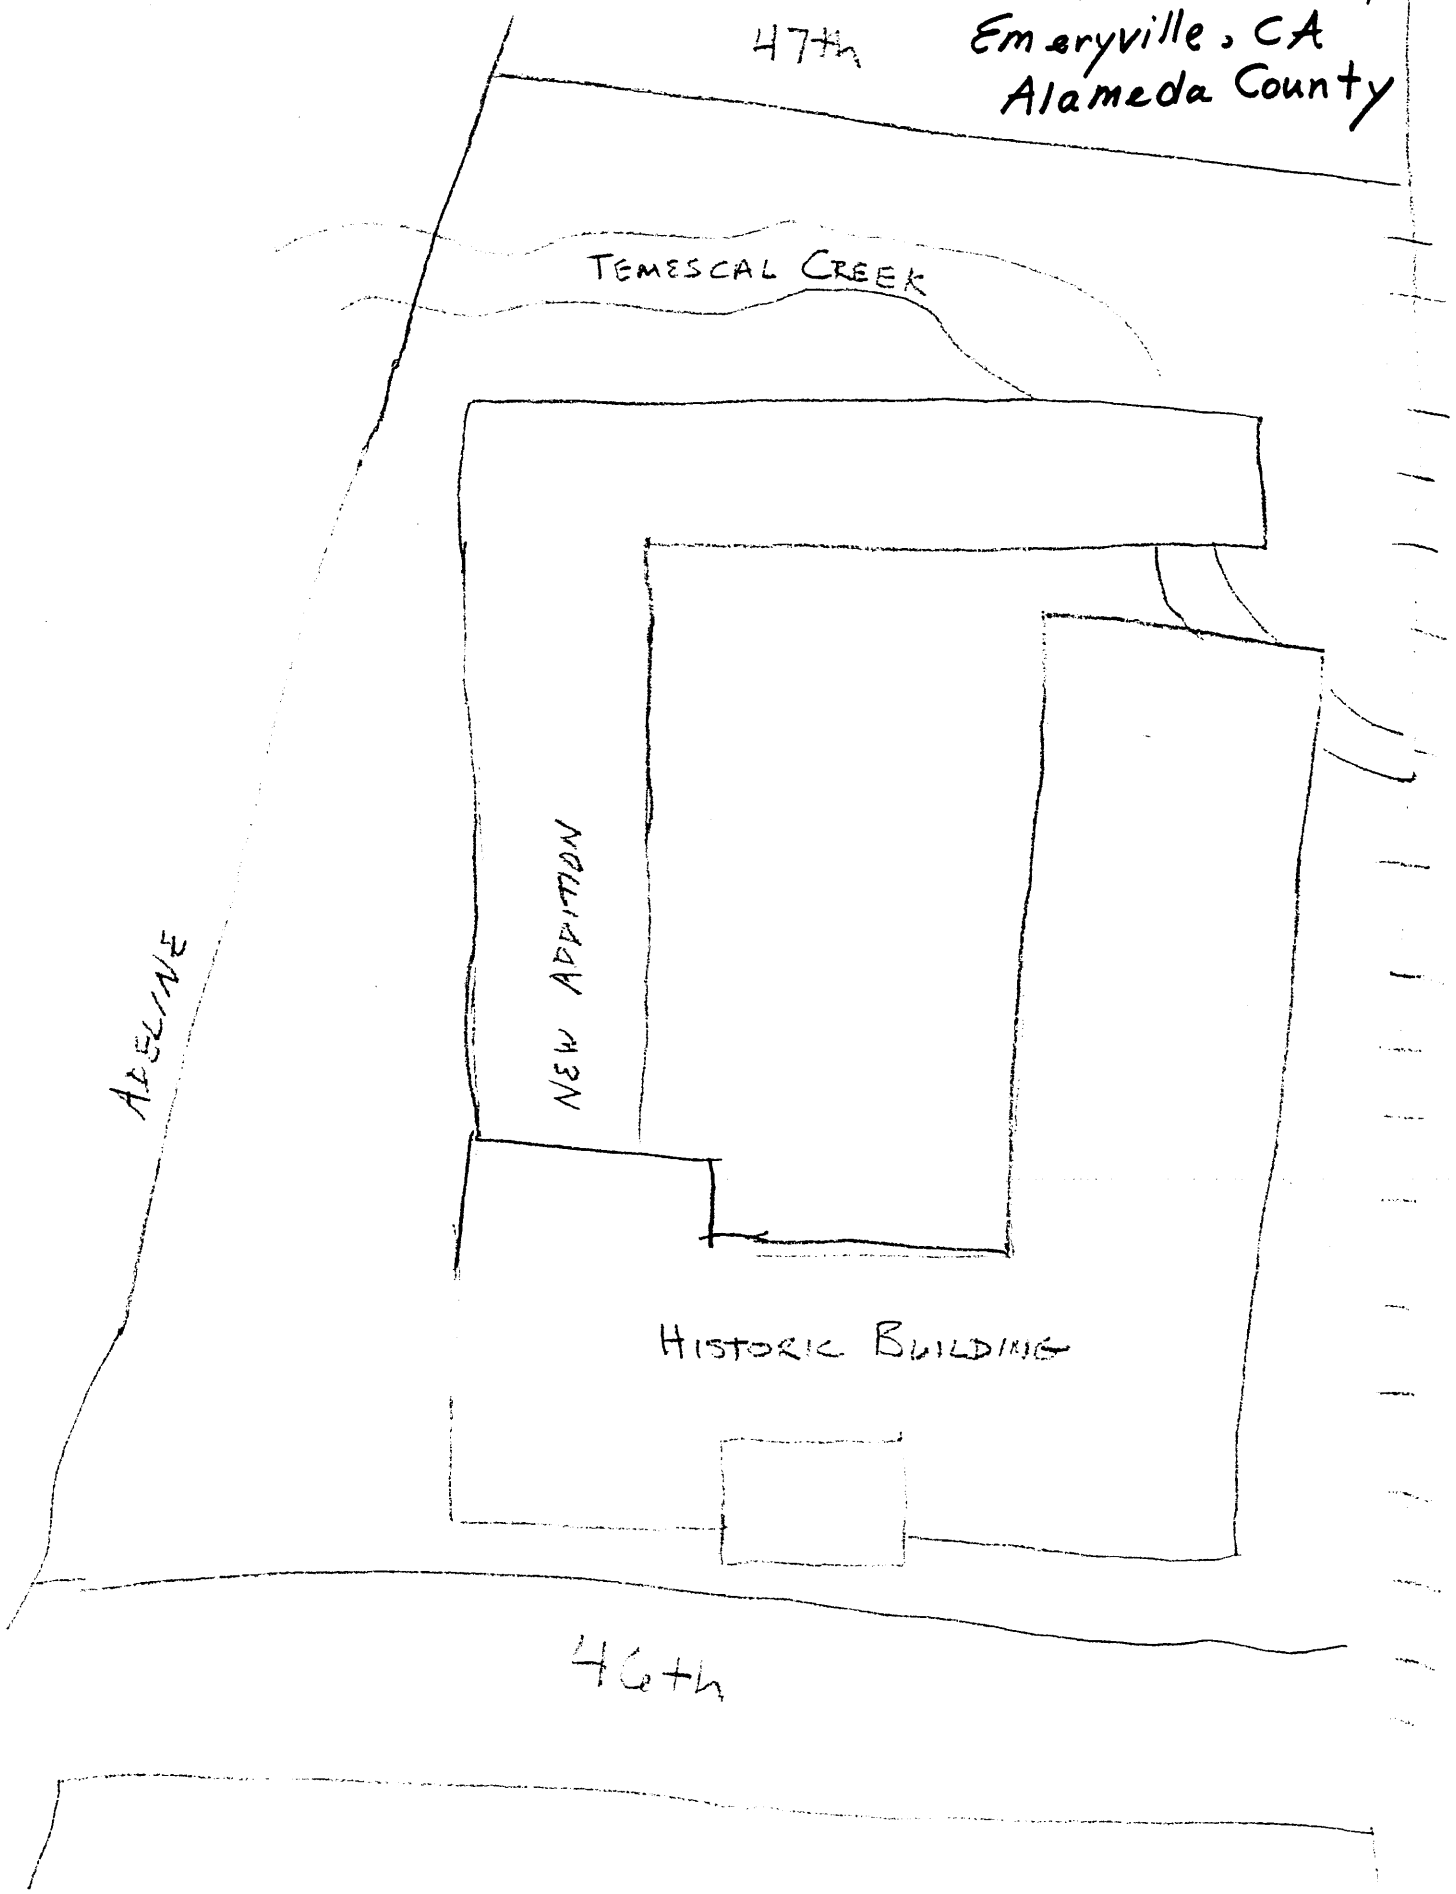 47th
Emeryville, CA
Alameda County
TEMESCAL CREEK
NEW ADDITION
ADELINE
HISTORIC BUILDING
46th